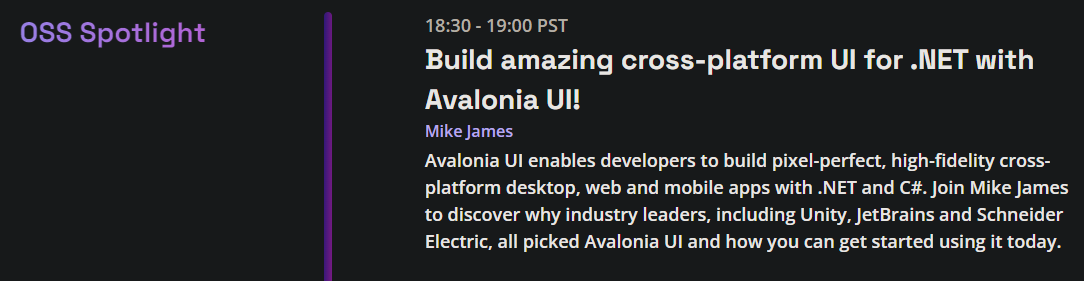 OSS Spotlight
18:30 - 19:00 PST
Build amazing cross-platform UI for .NET with
Avalonia UI!
Mike James
Avalonia UI enables developers to build pixel-perfect, high-fidelity cross-
platform desktop, web and mobile apps with .NET and C#. Join Mike James
to discover why industry leaders, including Unity, JetBrains and Schneider
Electric, all picked Avalonia UI and how you can get started using it today.